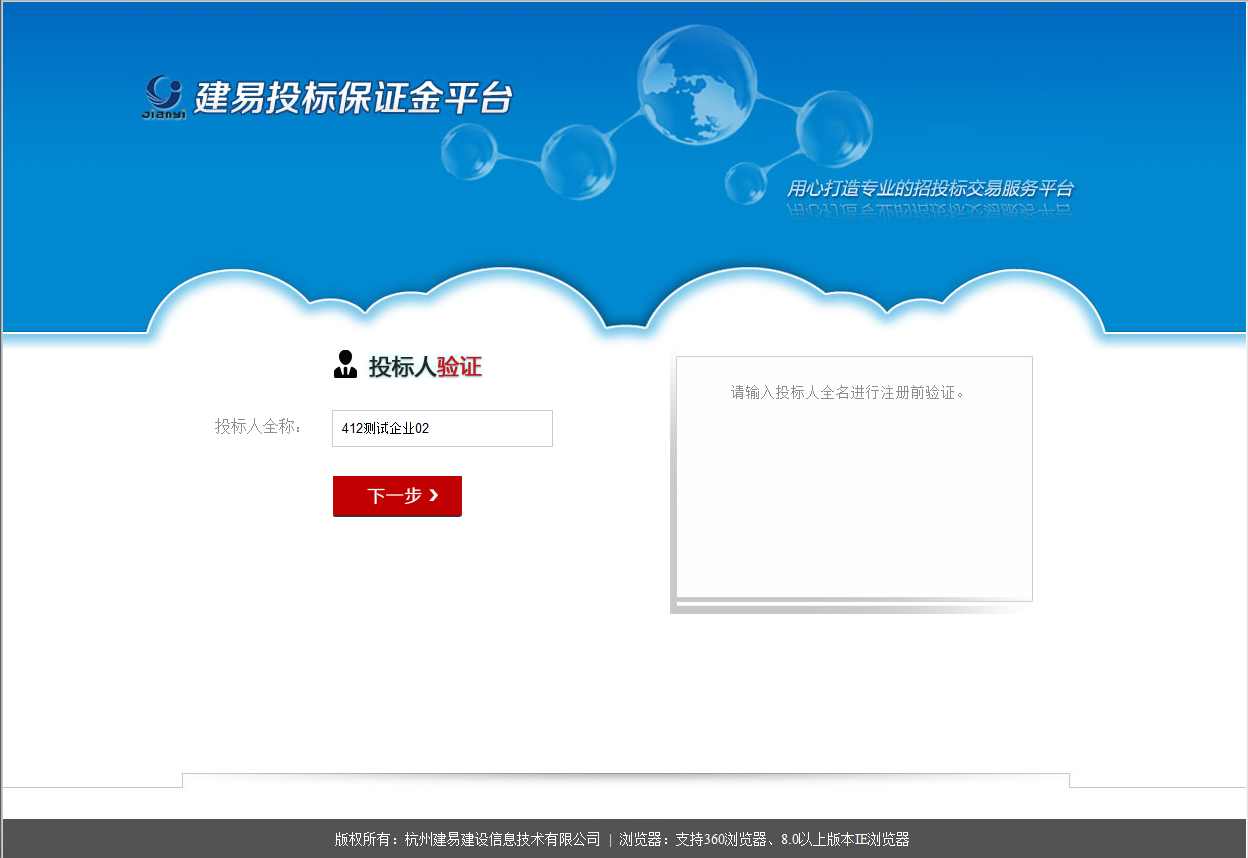 Jianyi
建易投标保证金平台
用心打造专业的招投标交易服务平台
投标人验证
请输入投标人全名进行注册前验证。
投标人全称：
412测试企业02
下一步 ›
版权所有：杭州建易建设信息技术有限公司 | 浏览器：支持360浏览器、8.0以上版本IE浏览器